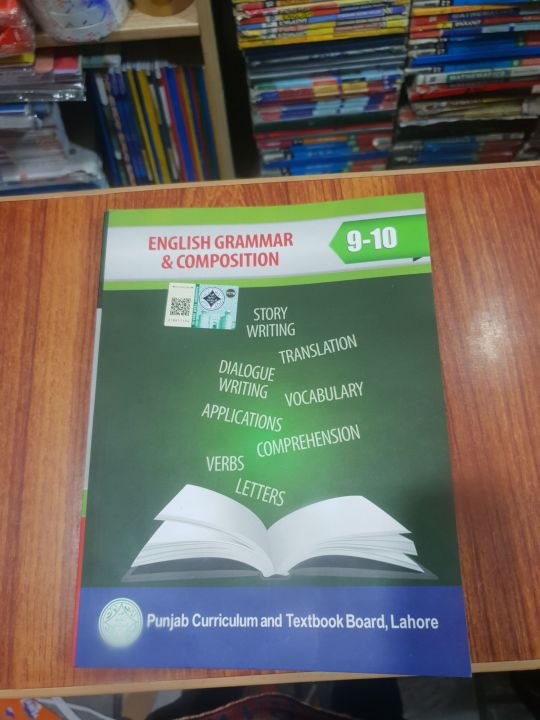 ENGLISH GRAMMAR
& COMPOSITION
9-10
STORY
WRITING
TRANSLATION
DIALOGUE
WRITING
VOCABULARY
APPLICATIONS
COMPREHENSION
VERBS
LETTERS
Punjab Curriculum and Textbook Board, Lahore
MATHEMATICS